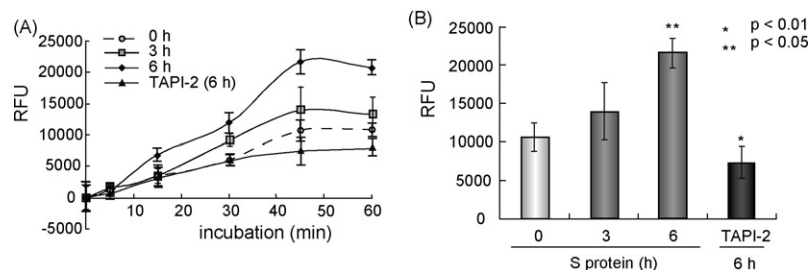 (A)
RFU
25000
20000
15000
10000
5000
0
-5000
0 h
3 h
6 h
TAPI-2 (6 h)
10 20 30 40 50 60
incubation (min)
(B)
RFU
25000
20000
15000
10000
5000
0
**
*
* p < 0.01
** p < 0.05
0 3 6 TAPI-2
S protein (h) 6 h